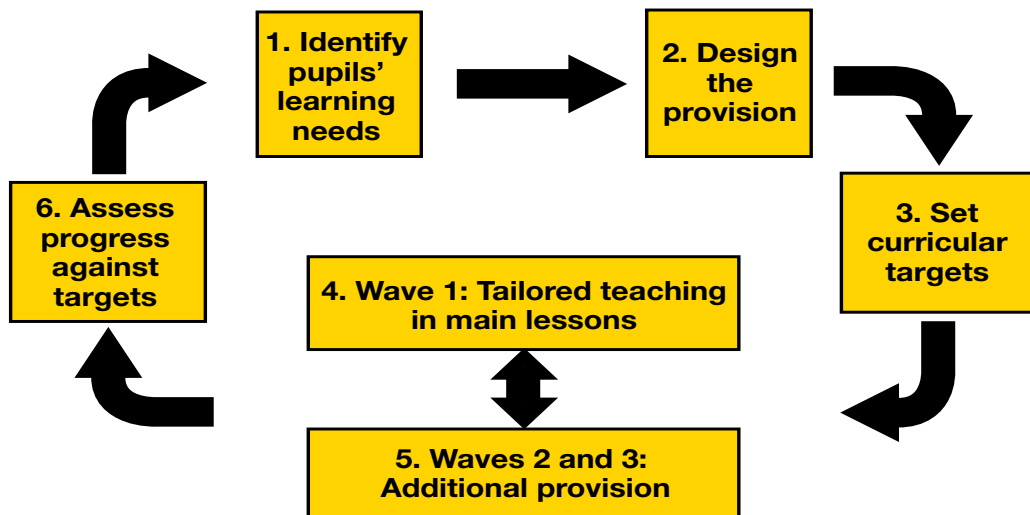 1. Identify
pupils’
learning
needs
2. Design
the
provision
3. Set
curricular
targets
4. Wave 1: Tailored teaching
in main lessons
5. Waves 2 and 3:
Additional provision
6. Assess
progress
against
targets